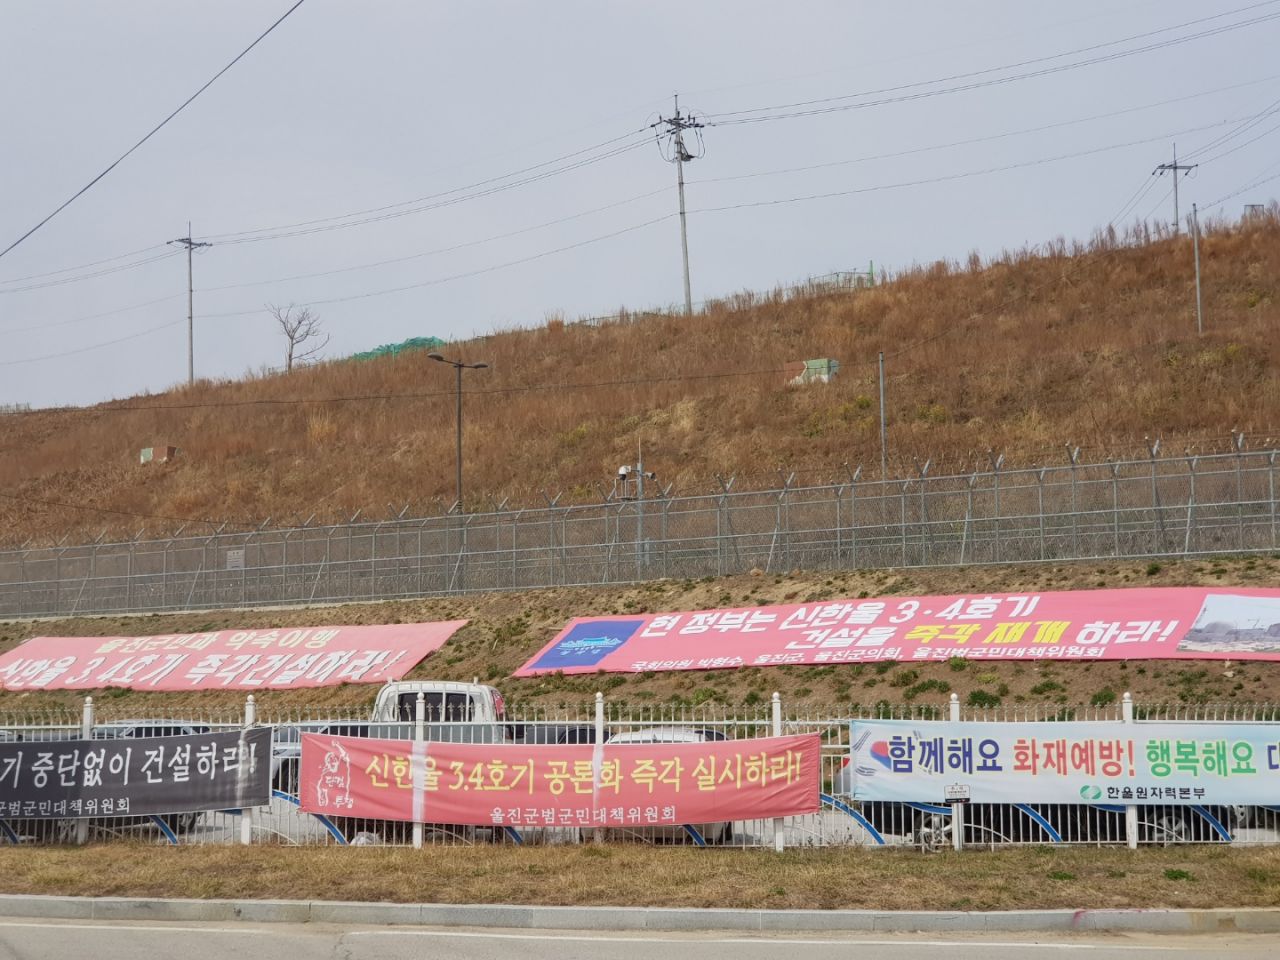 울진군민과 약속이행
신한울 3.4호기 즉각건설하라!
현 정부는 신한울 3·4호기
건설을 즉각 재개 하라!
국회의원 박형수, 울진군, 울진군의회, 울진범군민대책위원회
기 중단없이 건설하라!
군범군민대책위원회
단결
투쟁
신한울 3.4호기 공론화 즉각 실시하라!
울진군범군민대책위원회
함께해요 화재예방! 행복해요 대
한울원자력본부